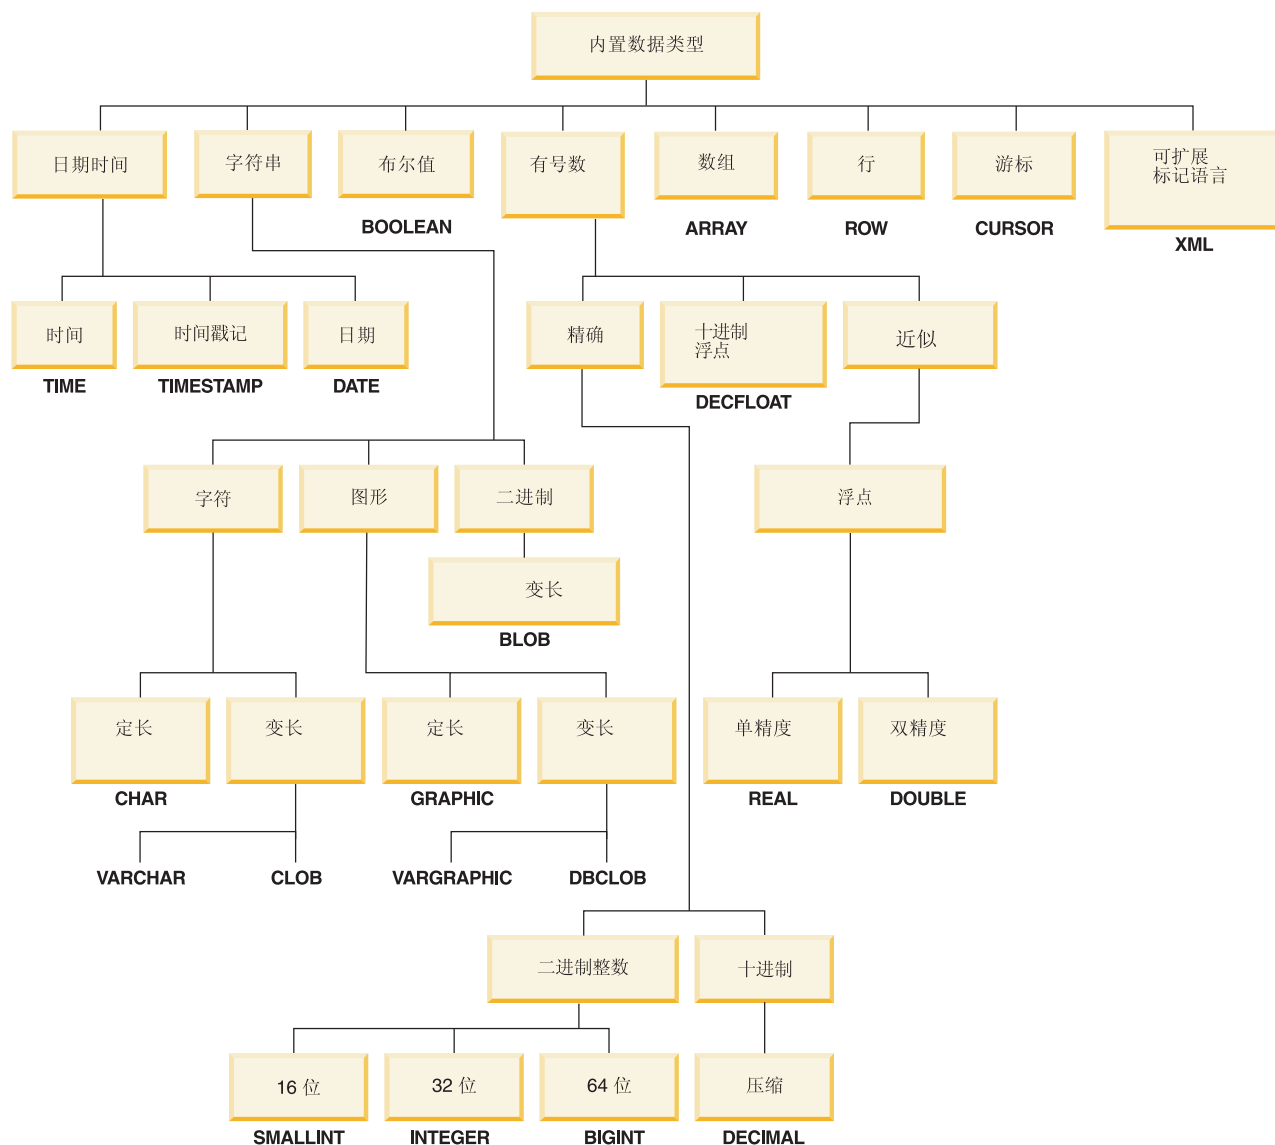 内置数据类型
日期时间
字符串
布尔值
有号数
数组
行
游标
可扩展
标记语言
BOOLEAN
ARRAY
ROW
CURSOR
XML
时间
时间戳记
日期
精确
十进制
浮点
近似
TIME
TIMESTAMP
DATE
DECFLOAT
字符
图形
二进制
浮点
变长
BLOB
定长
变长
定长
变长
单精度
双精度
CHAR
GRAPHIC
REAL
DOUBLE
VARCHAR
CLOB
VARGRAPHIC
DBCLOB
二进制整数
十进制
16 位
32 位
64 位
压缩
SMALLINT
INTEGER
BIGINT
DECIMAL